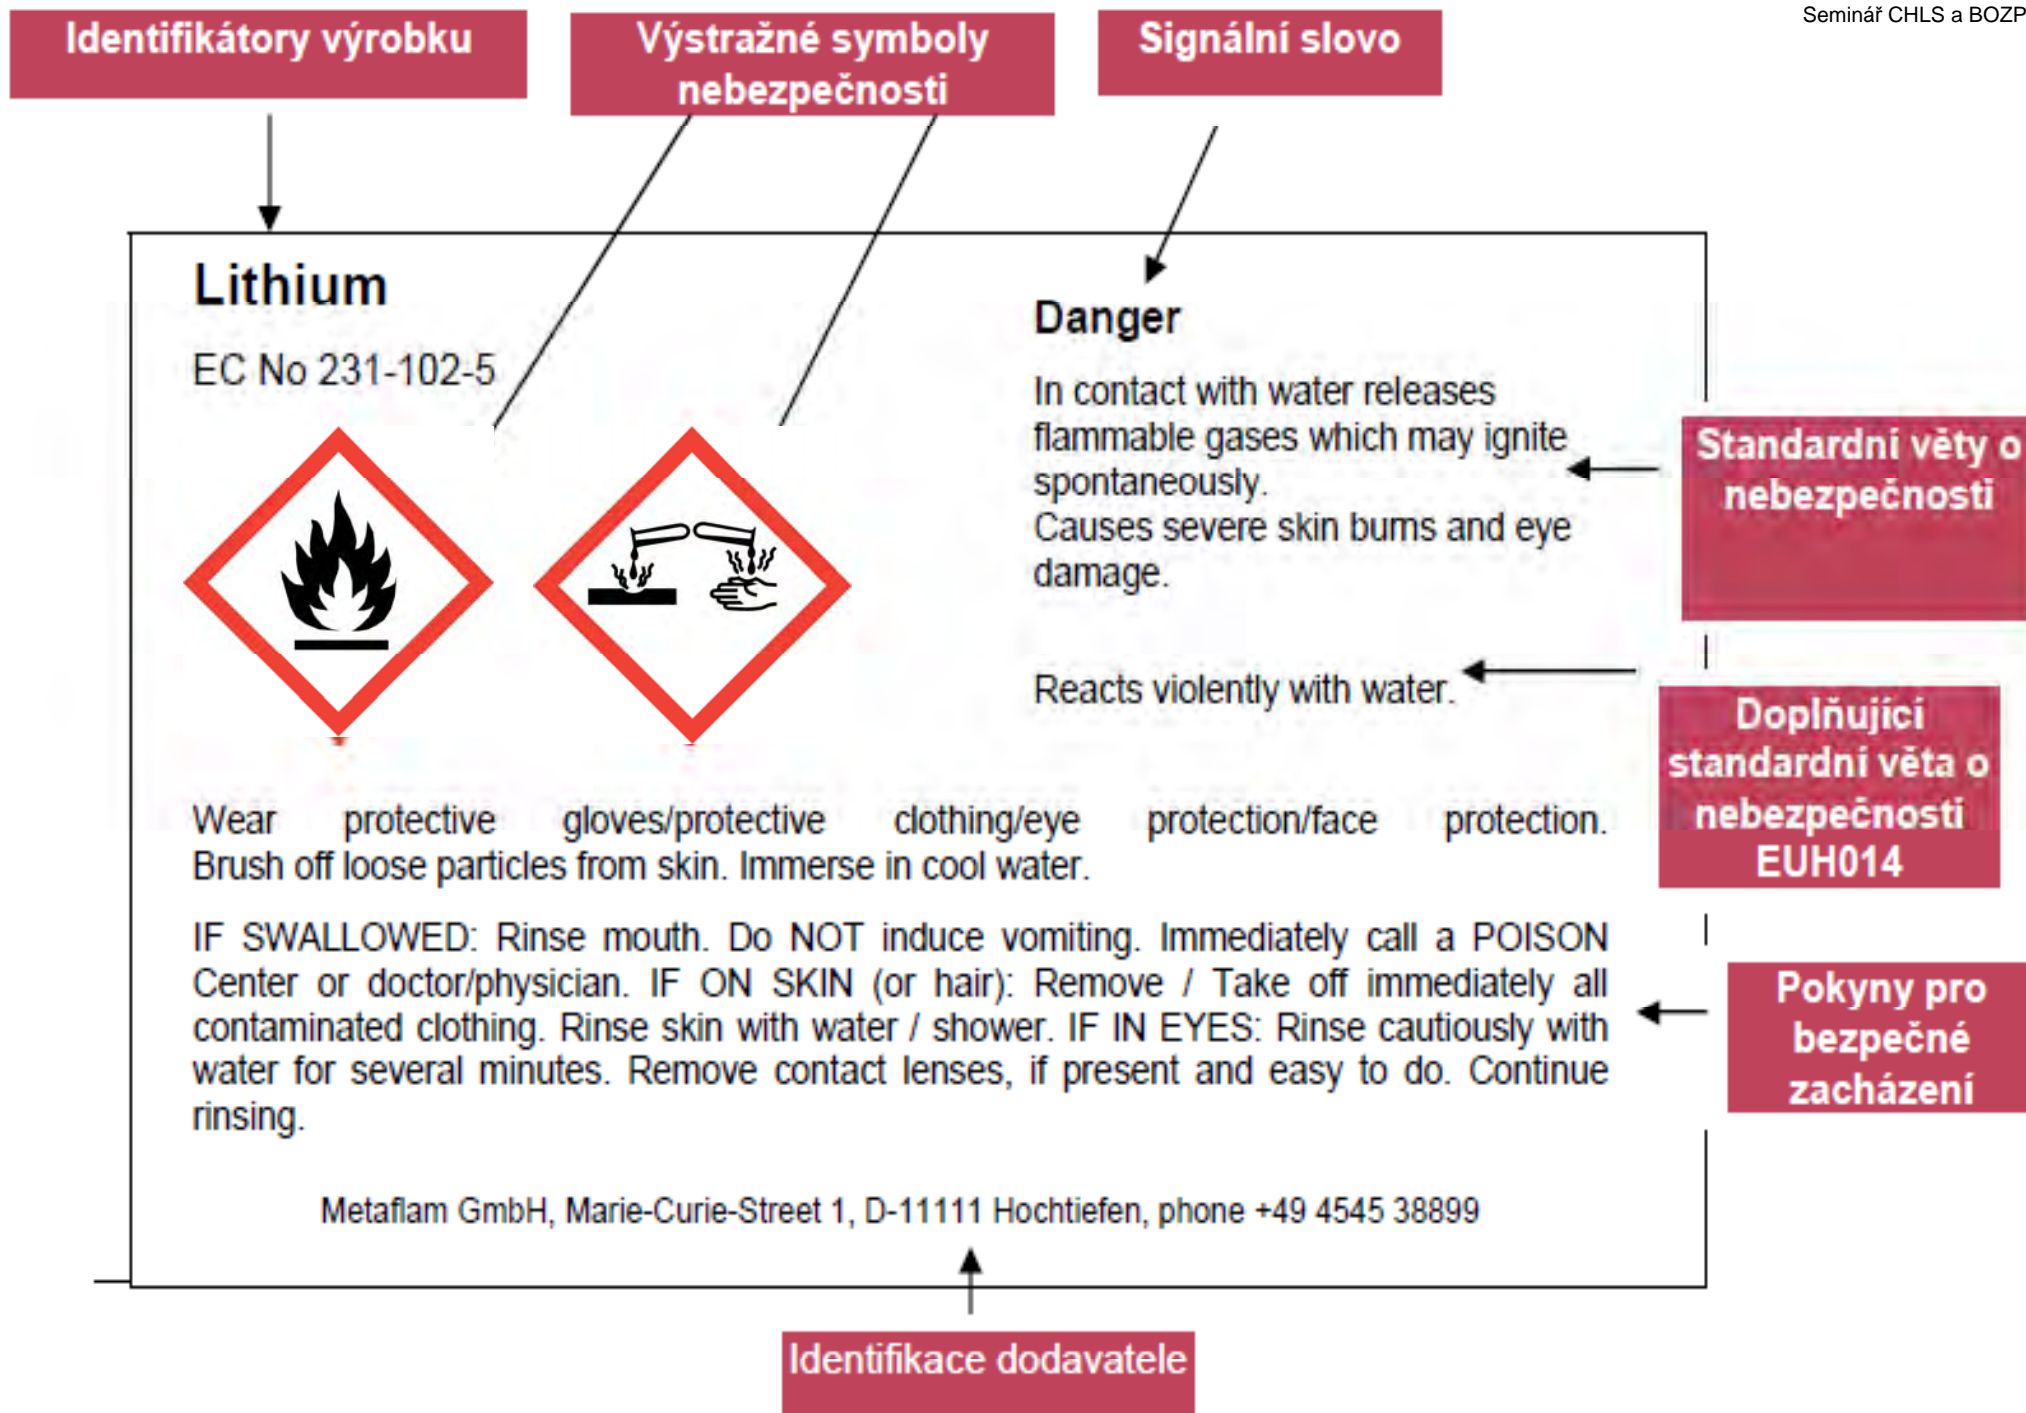 Seminář CHLS a BOZP
Identifikátory výrobku
Výstražné symboly
nebezpečnosti
Signální slovo
Lithium
EC No 231-102-5
Danger
In contact with water releases
flammable gases which may ignite
spontaneously.
Causes severe skin burns and eye
damage.
Standardní věty o
nebezpečnosti
Reacts violently with water.
Doplňující
standardní věta o
nebezpečnosti
EUH014
Wear protective gloves/protective clothing/eye protection/face protection.
Brush off loose particles from skin. Immerse in cool water.
IF SWALLOWED: Rinse mouth. Do NOT induce vomiting. Immediately call a POISON
Center or doctor/physician. IF ON SKIN (or hair): Remove / Take off immediately all
contaminated clothing. Rinse skin with water / shower. IF IN EYES: Rinse cautiously with
water for several minutes. Remove contact lenses, if present and easy to do. Continue
rinsing.
Pokyny pro
bezpečné
zacházení
Metaflam GmbH, Marie-Curie-Street 1, D-11111 Hochtiefen, phone +49 4545 38899
Identifikace dodavatele